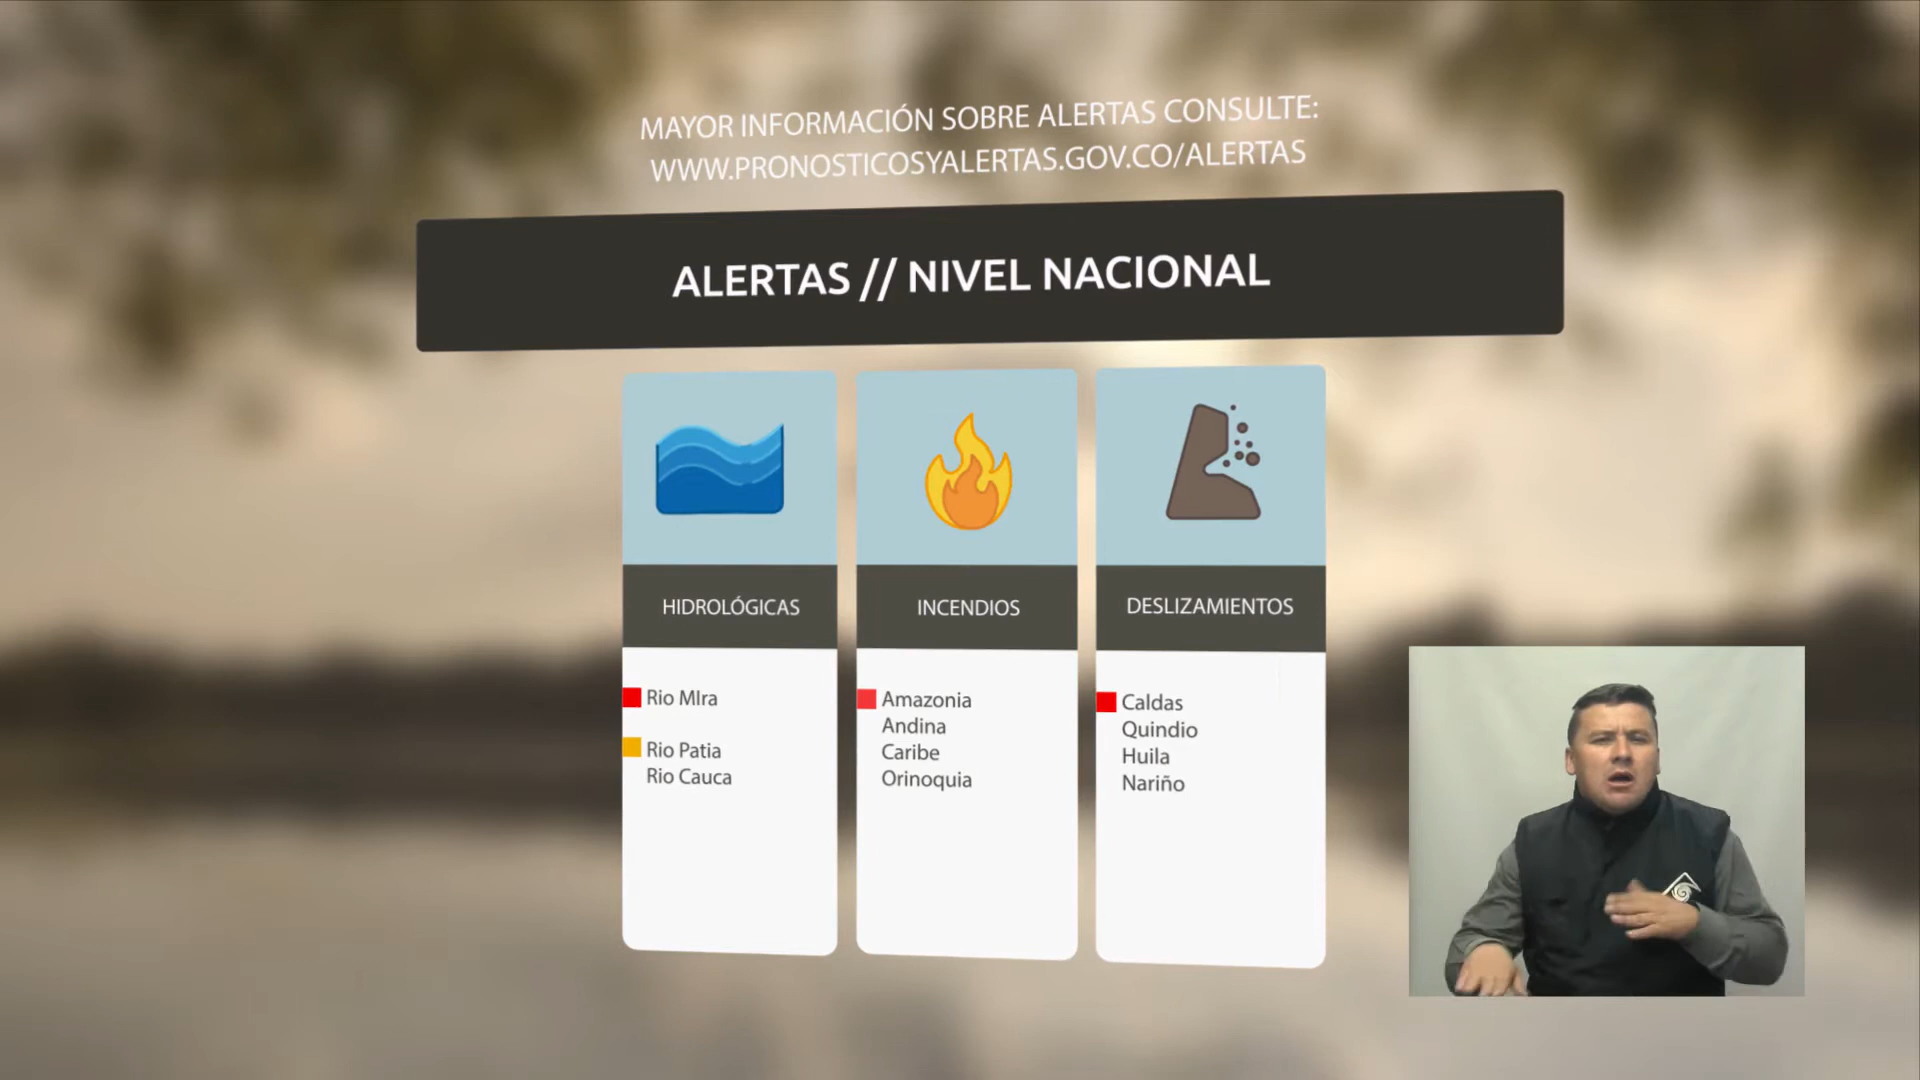 MAYOR INFORMACIÓN SOBRE ALERTAS CONSULTE:
WWW.PRONOSTICOSYALERTAS.GOV.CO/ALERTAS
ALERTAS // NIVEL NACIONAL
HIDROLÓGICAS
Rio MIra
Rio Patia
Rio Cauca
INCENDIOS
Amazonia
Andina
Caribe
Orinoquia
DESLIZAMIENTOS
Caldas
Quindio
Huila
Nariño